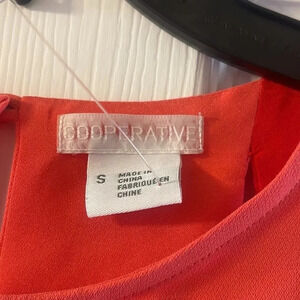 COOPERATIVE
S
MADE IN
CHINA
FABRIQUÉ EN
CHINE